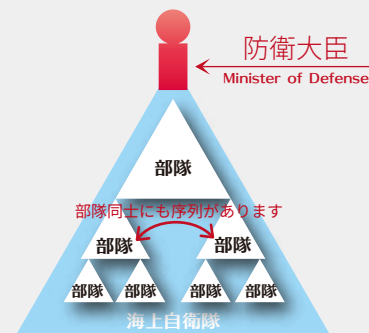 防衛大臣
Minister of Defense
部隊
部隊同士にも序列があります
部隊 部隊
部隊 部隊 部隊 部隊
海上自衛隊